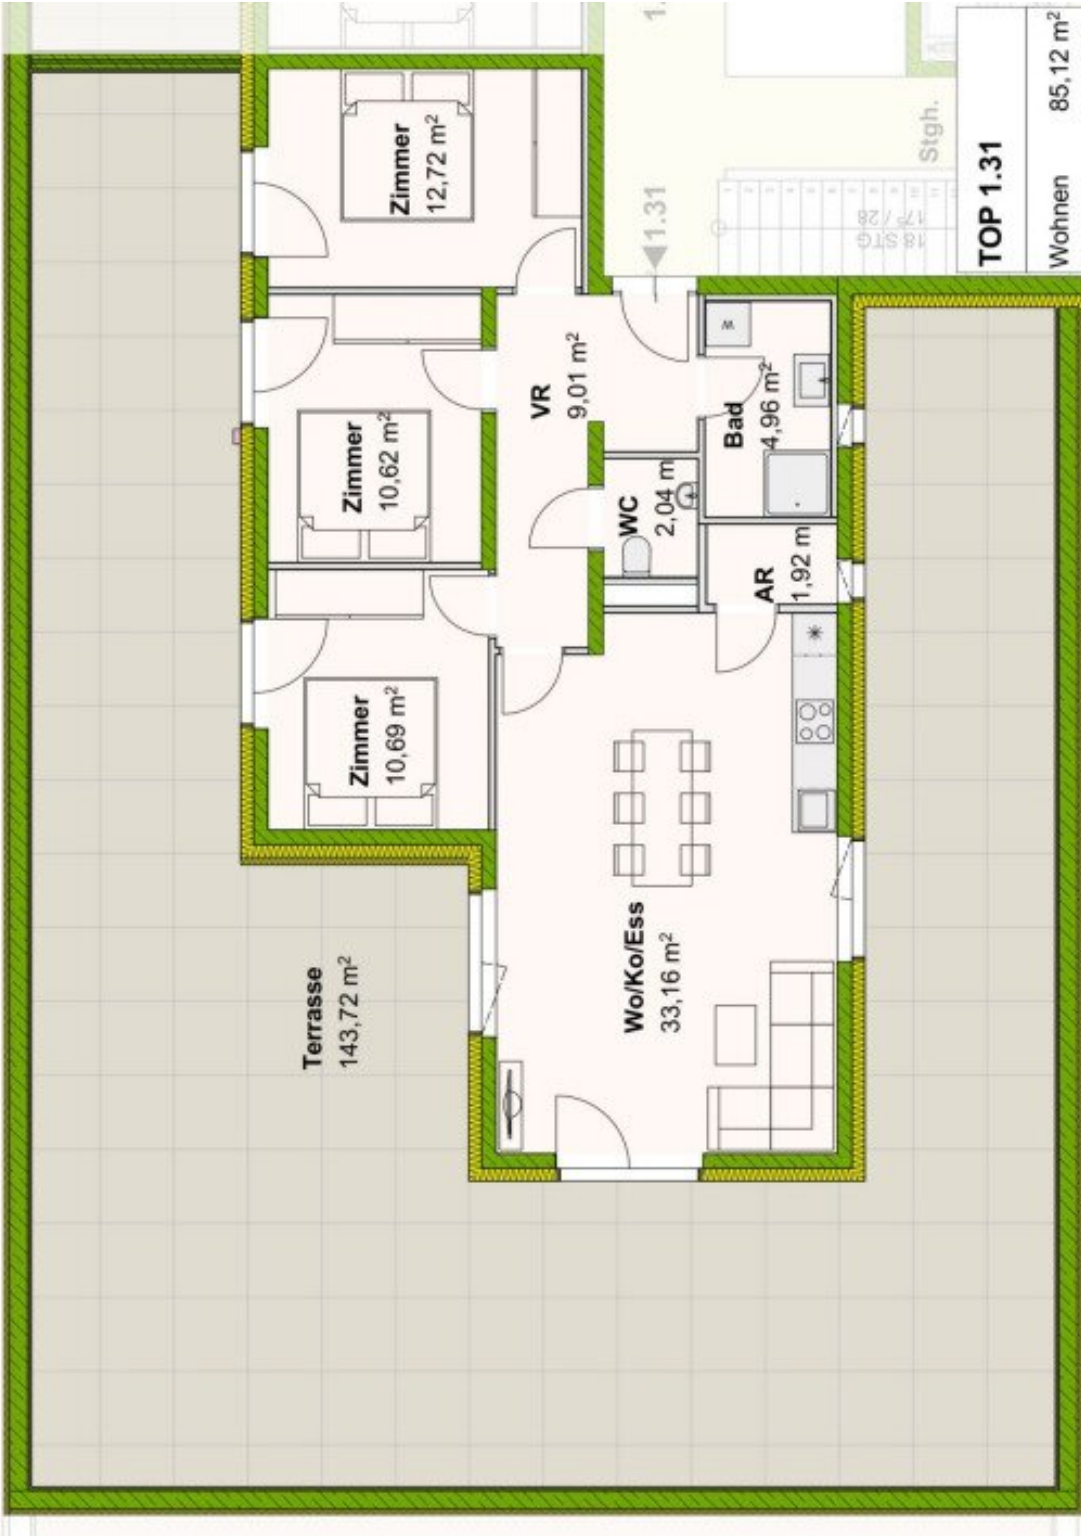 Zimmer
12,72 m²
Zimmer
10,62 m²
Zimmer
10,69 m²
VR
9,01 m²
WC
2,04 m
Bad
4,96 m²
W
AR
1,92 m
Wo/Ko/Ess
33,16 m²
Terrasse
143,72 m²
1.31
1.
Stgh.
18 STG
17⁵ / 28
TOP 1.31
Wohnen 85,12 m²